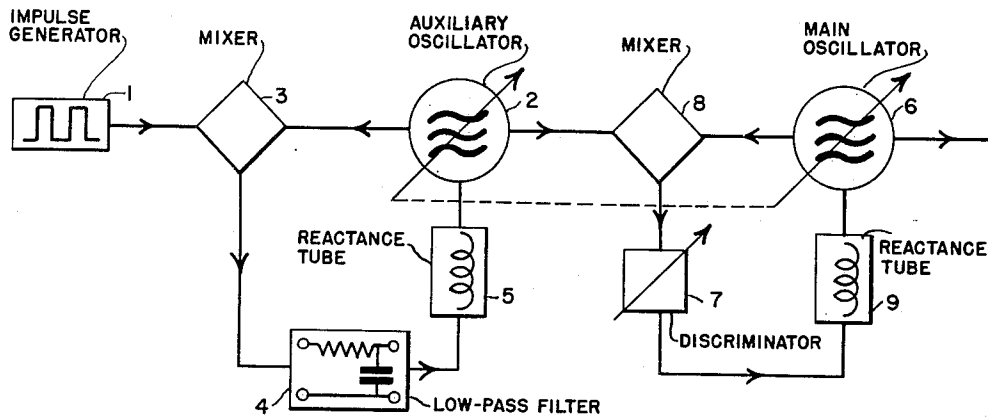 IMPULSE
GENERATOR
1
MIXER
3
AUXILIARY
OSCILLATOR
2
MIXER
8
MAIN
OSCILLATOR
6
REACTANCE
TUBE
5
4
LOW-PASS FILTER
7
DISCRIMINATOR
REACTANCE
TUBE
9